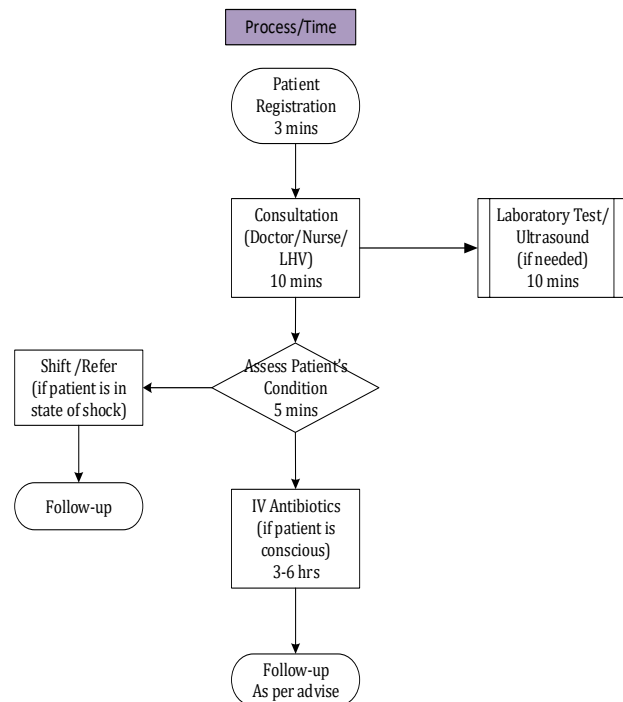 Process/Time
Patient
Registration
3 mins
Consultation
(Doctor/Nurse/
LHV)
10 mins
Laboratory Test/
Ultrasound
(if needed)
10 mins
Assess Patient's
Condition
5 mins
Shift /Refer
(if patient is in
state of shock)
Follow-up
IV Antibiotics
(if patient is
conscious)
3-6 hrs
Follow-up
As per advise